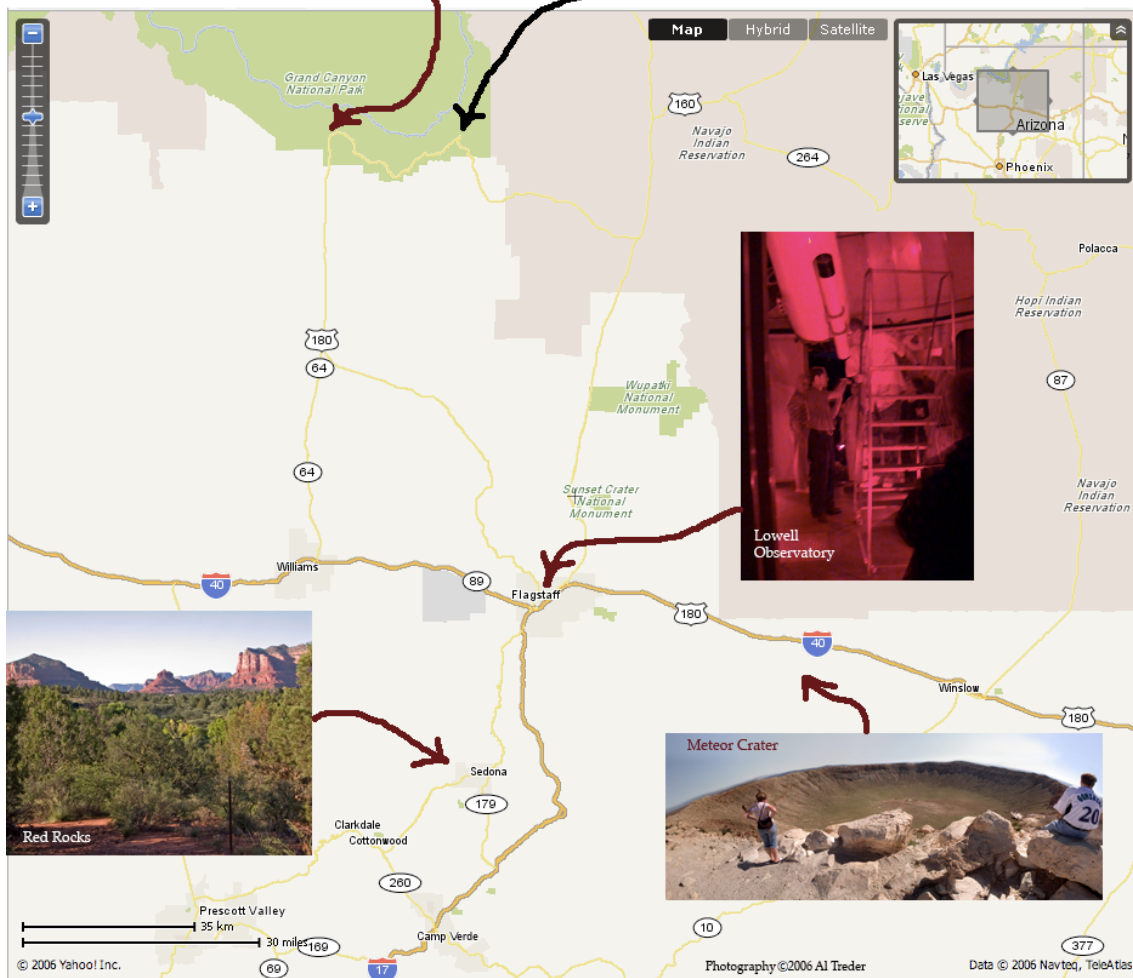 Map
Hybrid
Satellite
Las Vegas
ojave
ational
serve
Arizona
Phoenix
N
Grand Canyon
National Park
160
Navajo
Indian
Reservation
264
Polacca
Hopi Indian
Reservation
180
64
87
Wupatki
National
Monument
64
Sunset Crater
National
Monument
Navajo
Indian
Reservation
Lowell
Observatory
Williams
40
89
Flagstaff
180
40
Winslow
180
Meteor Crater
20
Sedona
179
Red Rocks
Clarkdale
Cottonwood
260
Prescott Valley
35 km
30 miles
169
Camp Verde
10
377
69
17
© 2006 Yahoo! Inc.
Photography ©2006 Al Treder
Data © 2006 Navteq, TeleAtlas